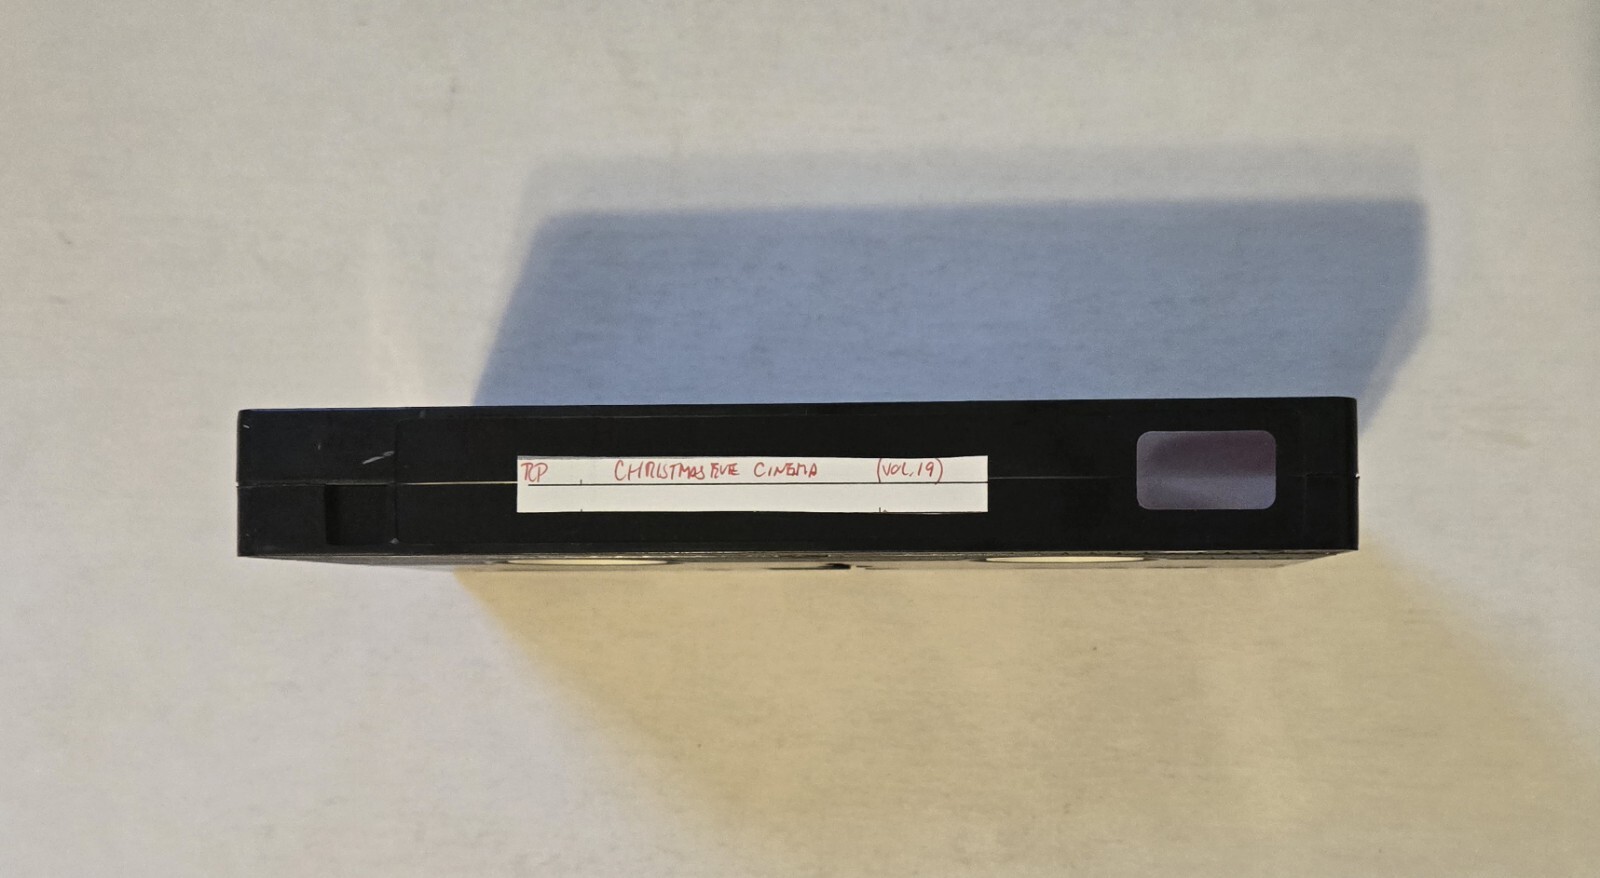 TCP CHRISTMAS EVE CINEMA (VOL. 19)